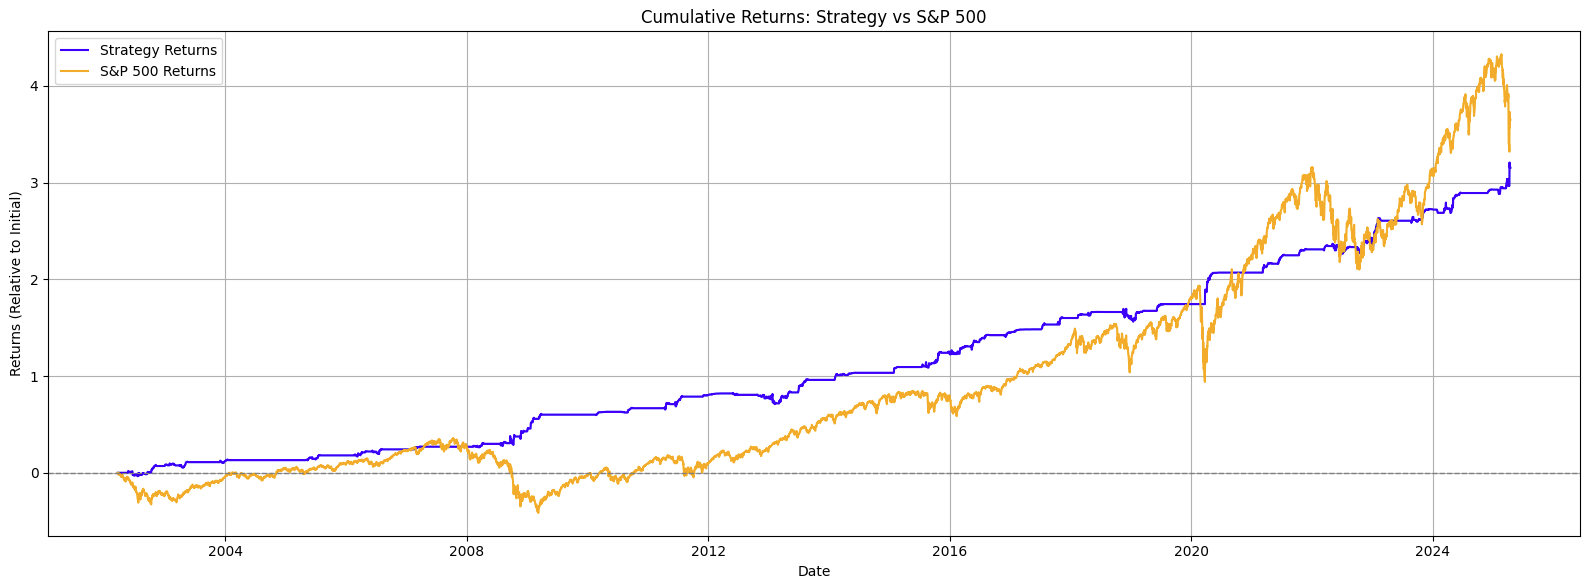 Cumulative Returns: Strategy vs S&P 500
Strategy Returns
S&P 500 Returns
Returns (Relative to Initial)
4
3
2
1
0
2004
2008
2012
2016
2020
2024
Date